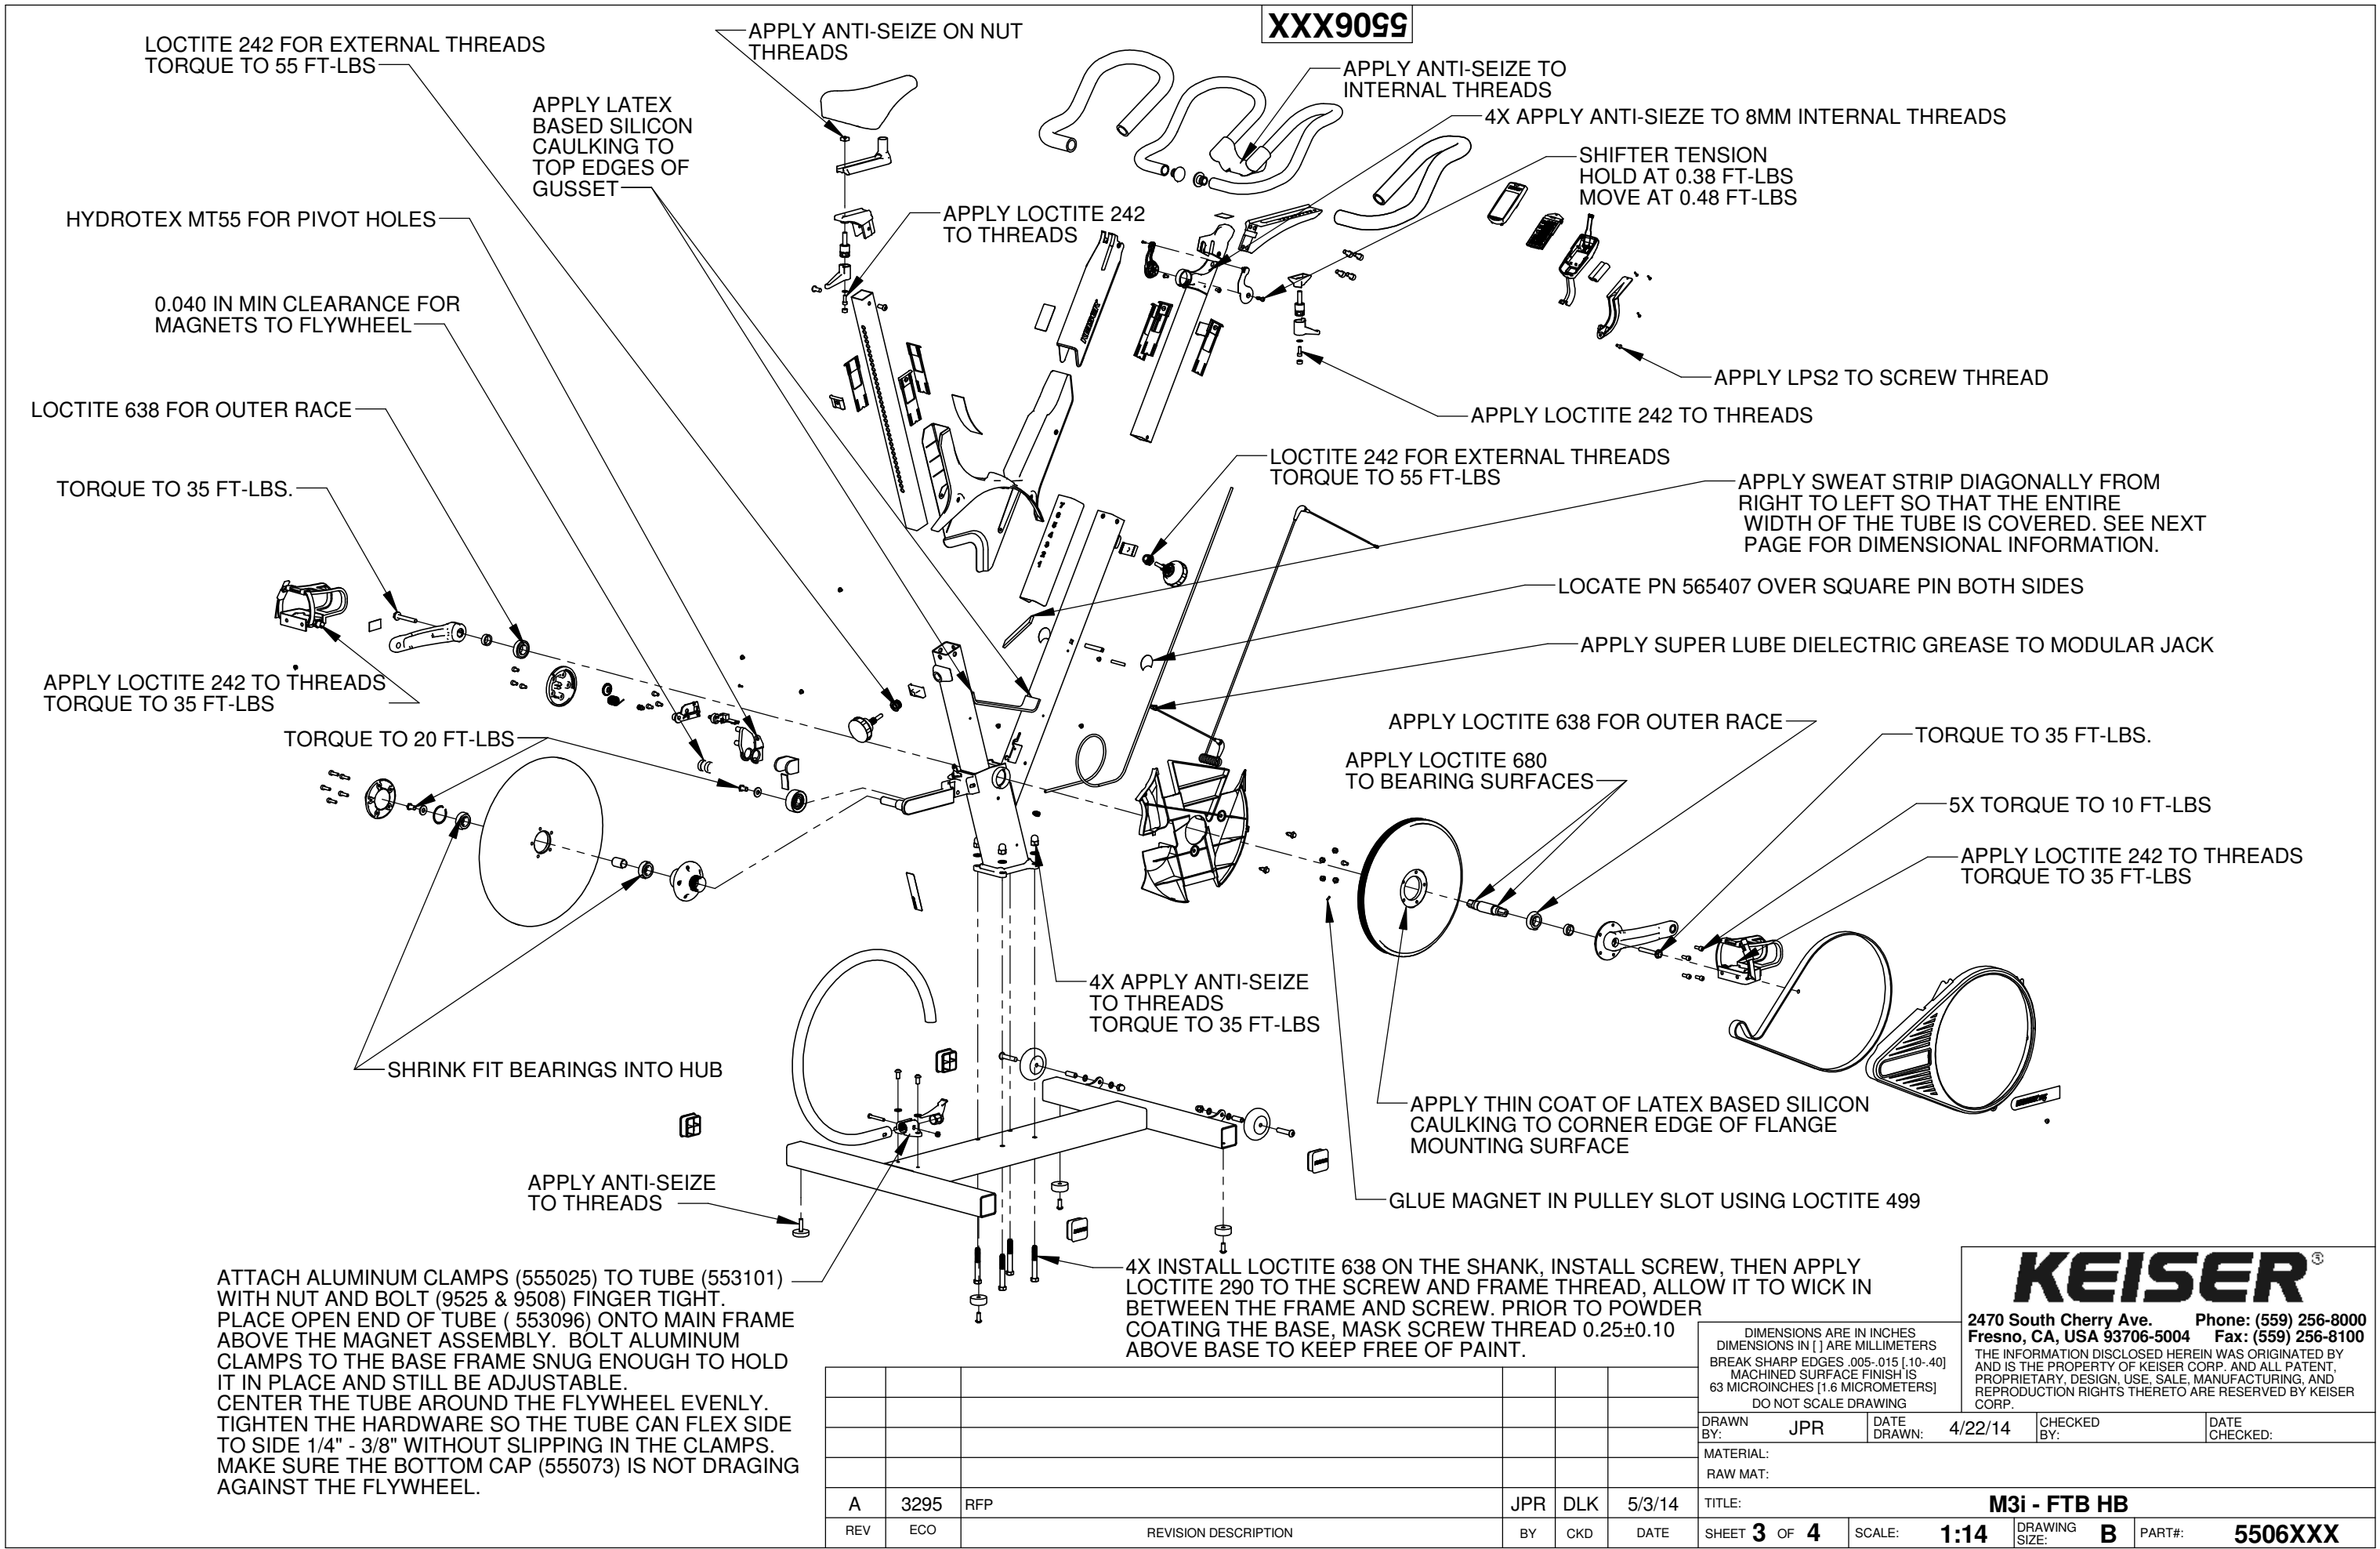 5506XXX
LOCTITE 242 FOR EXTERNAL THREADS
TORQUE TO 55 FT-LBS
APPLY ANTI-SEIZE ON NUT
THREADS
APPLY LATEX
BASED SILICON
CAULKING TO
TOP EDGES OF
GUSSET
APPLY ANTI-SEIZE TO
INTERNAL THREADS
4X APPLY ANTI-SIEZE TO 8MM INTERNAL THREADS
SHIFTER TENSION
HOLD AT 0.38 FT-LBS
MOVE AT 0.48 FT-LBS
HYDROTEX MT55 FOR PIVOT HOLES
APPLY LOCTITE 242
TO THREADS
0.040 IN MIN CLEARANCE FOR
MAGNETS TO FLYWHEEL
KEISER
APPLY LPS2 TO SCREW THREAD
LOCTITE 638 FOR OUTER RACE
APPLY LOCTITE 242 TO THREADS
LOCTITE 242 FOR EXTERNAL THREADS
TORQUE TO 55 FT-LBS
TORQUE TO 35 FT-LBS.
APPLY SWEAT STRIP DIAGONALLY FROM
RIGHT TO LEFT SO THAT THE ENTIRE
WIDTH OF THE TUBE IS COVERED. SEE NEXT
PAGE FOR DIMENSIONAL INFORMATION.
7
6
5
4
3
2
1
LOCATE PN 565407 OVER SQUARE PIN BOTH SIDES
APPLY SUPER LUBE DIELECTRIC GREASE TO MODULAR JACK
APPLY LOCTITE 242 TO THREADS
TORQUE TO 35 FT-LBS
TORQUE TO 20 FT-LBS
APPLY LOCTITE 638 FOR OUTER RACE
APPLY LOCTITE 680
TO BEARING SURFACES
TORQUE TO 35 FT-LBS.
5X TORQUE TO 10 FT-LBS
APPLY LOCTITE 242 TO THREADS
TORQUE TO 35 FT-LBS
4X APPLY ANTI-SEIZE
TO THREADS
TORQUE TO 35 FT-LBS
SHRINK FIT BEARINGS INTO HUB
APPLY THIN COAT OF LATEX BASED SILICON
CAULKING TO CORNER EDGE OF FLANGE
MOUNTING SURFACE
APPLY ANTI-SEIZE
TO THREADS
GLUE MAGNET IN PULLEY SLOT USING LOCTITE 499
ATTACH ALUMINUM CLAMPS (555025) TO TUBE (553101)
WITH NUT AND BOLT (9525 & 9508) FINGER TIGHT.
PLACE OPEN END OF TUBE ( 553096) ONTO MAIN FRAME
ABOVE THE MAGNET ASSEMBLY. BOLT ALUMINUM
CLAMPS TO THE BASE FRAME SNUG ENOUGH TO HOLD
IT IN PLACE AND STILL BE ADJUSTABLE.
CENTER THE TUBE AROUND THE FLYWHEEL EVENLY.
TIGHTEN THE HARDWARE SO THE TUBE CAN FLEX SIDE
TO SIDE 1/4" - 3/8" WITHOUT SLIPPING IN THE CLAMPS.
MAKE SURE THE BOTTOM CAP (555073) IS NOT DRAGING
AGAINST THE FLYWHEEL.
4X INSTALL LOCTITE 638 ON THE SHANK, INSTALL SCREW, THEN APPLY
LOCTITE 290 TO THE SCREW AND FRAME THREAD, ALLOW IT TO WICK IN
BETWEEN THE FRAME AND SCREW. PRIOR TO POWDER
COATING THE BASE, MASK SCREW THREAD 0.25±0.10
ABOVE BASE TO KEEP FREE OF PAINT.
KEISER®
2470 South Cherry Ave. Phone: (559) 256-8000
Fresno, CA, USA 93706-5004 Fax: (559) 256-8100
THE INFORMATION DISCLOSED HEREIN WAS ORIGINATED BY
AND IS THE PROPERTY OF KEISER CORP. AND ALL PATENT,
PROPRIETARY, DESIGN, USE, SALE, MANUFACTURING, AND
REPRODUCTION RIGHTS THERETO ARE RESERVED BY KEISER
CORP.
DIMENSIONS ARE IN INCHES
DIMENSIONS IN [ ] ARE MILLIMETERS
BREAK SHARP EDGES .005-.015 [.10-.40]
MACHINED SURFACE FINISH IS
63 MICROINCHES [1.6 MICROMETERS]
DO NOT SCALE DRAWING
DRAWN BY: JPR DATE DRAWN: 4/22/14 CHECKED BY: DATE CHECKED:
MATERIAL:
RAW MAT:
A 3295 RFP JPR DLK 5/3/14
TITLE: M3i - FTB HB
REV ECO REVISION DESCRIPTION BY CKD DATE
SHEET 3 OF 4 SCALE: 1:14 DRAWING SIZE: B PART#: 5506XXX